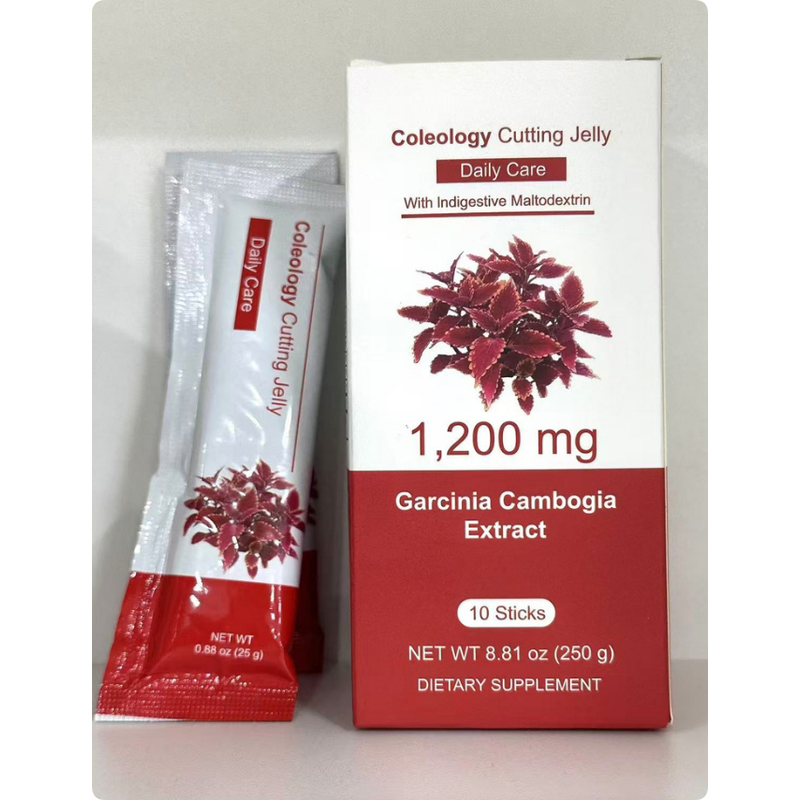 Coleology Cutting Jelly
Daily Care
With Indigestive Maltodextrin
1,200 mg
Garcinia Cambogia
Extract
10 Sticks
NET WT 8.81 oz (250 g)
DIETARY SUPPLEMENT
Coleology Cutting Jelly
Daily Care
NET WT
0.88 oz (25 g)